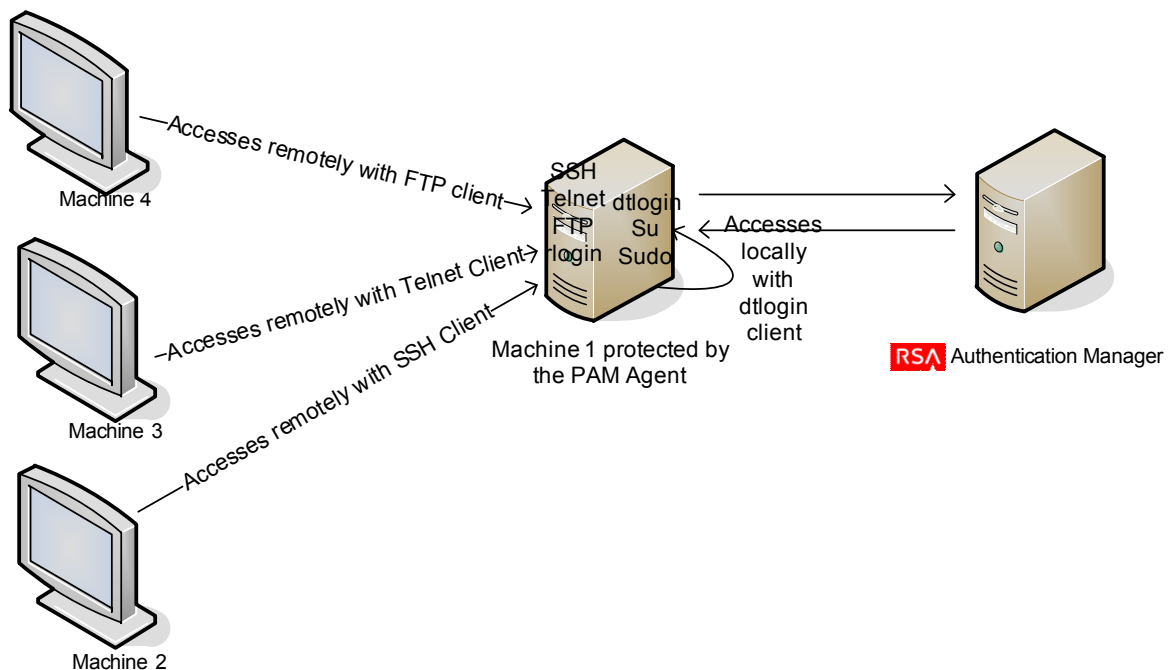 Accesses remotely with FTP client
Machine 4
SSH
Telnet
FTP
rlogin
dtlogin
Su
Sudo
Accesses
locally
with
dtlogin
client
Accesses remotely with Telnet Client
Machine 3
Accesses remotely with SSH Client
Machine 1 protected by
the PAM Agent
RSA Authentication Manager
Machine 2